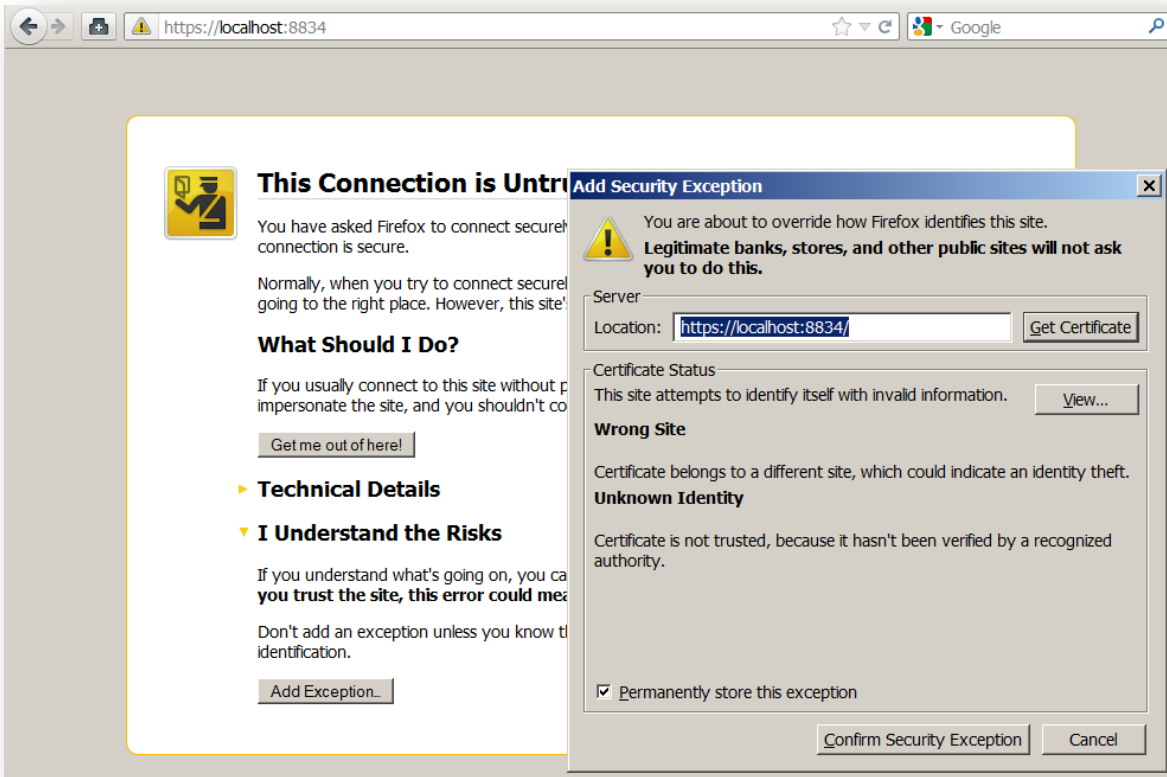 https://localhost:8834
Google
This Connection is Untru
You have asked Firefox to connect securely
connection is secure.
Normally, when you try to connect securel
going to the right place. However, this site'
What Should I Do?
If you usually connect to this site without p
impersonate the site, and you shouldn't co
Get me out of here!
Technical Details
I Understand the Risks
If you understand what's going on, you ca
you trust the site, this error could mea
Don't add an exception unless you know th
identification.
Add Exception...
Add Security Exception
You are about to override how Firefox identifies this site.
Legitimate banks, stores, and other public sites will not ask
you to do this.
Server
Location:
https://localhost:8834/
Get Certificate
Certificate Status
This site attempts to identify itself with invalid information.
View...
Wrong Site
Certificate belongs to a different site, which could indicate an identity theft.
Unknown Identity
Certificate is not trusted, because it hasn't been verified by a recognized
authority.
Permanently store this exception
Confirm Security Exception
Cancel